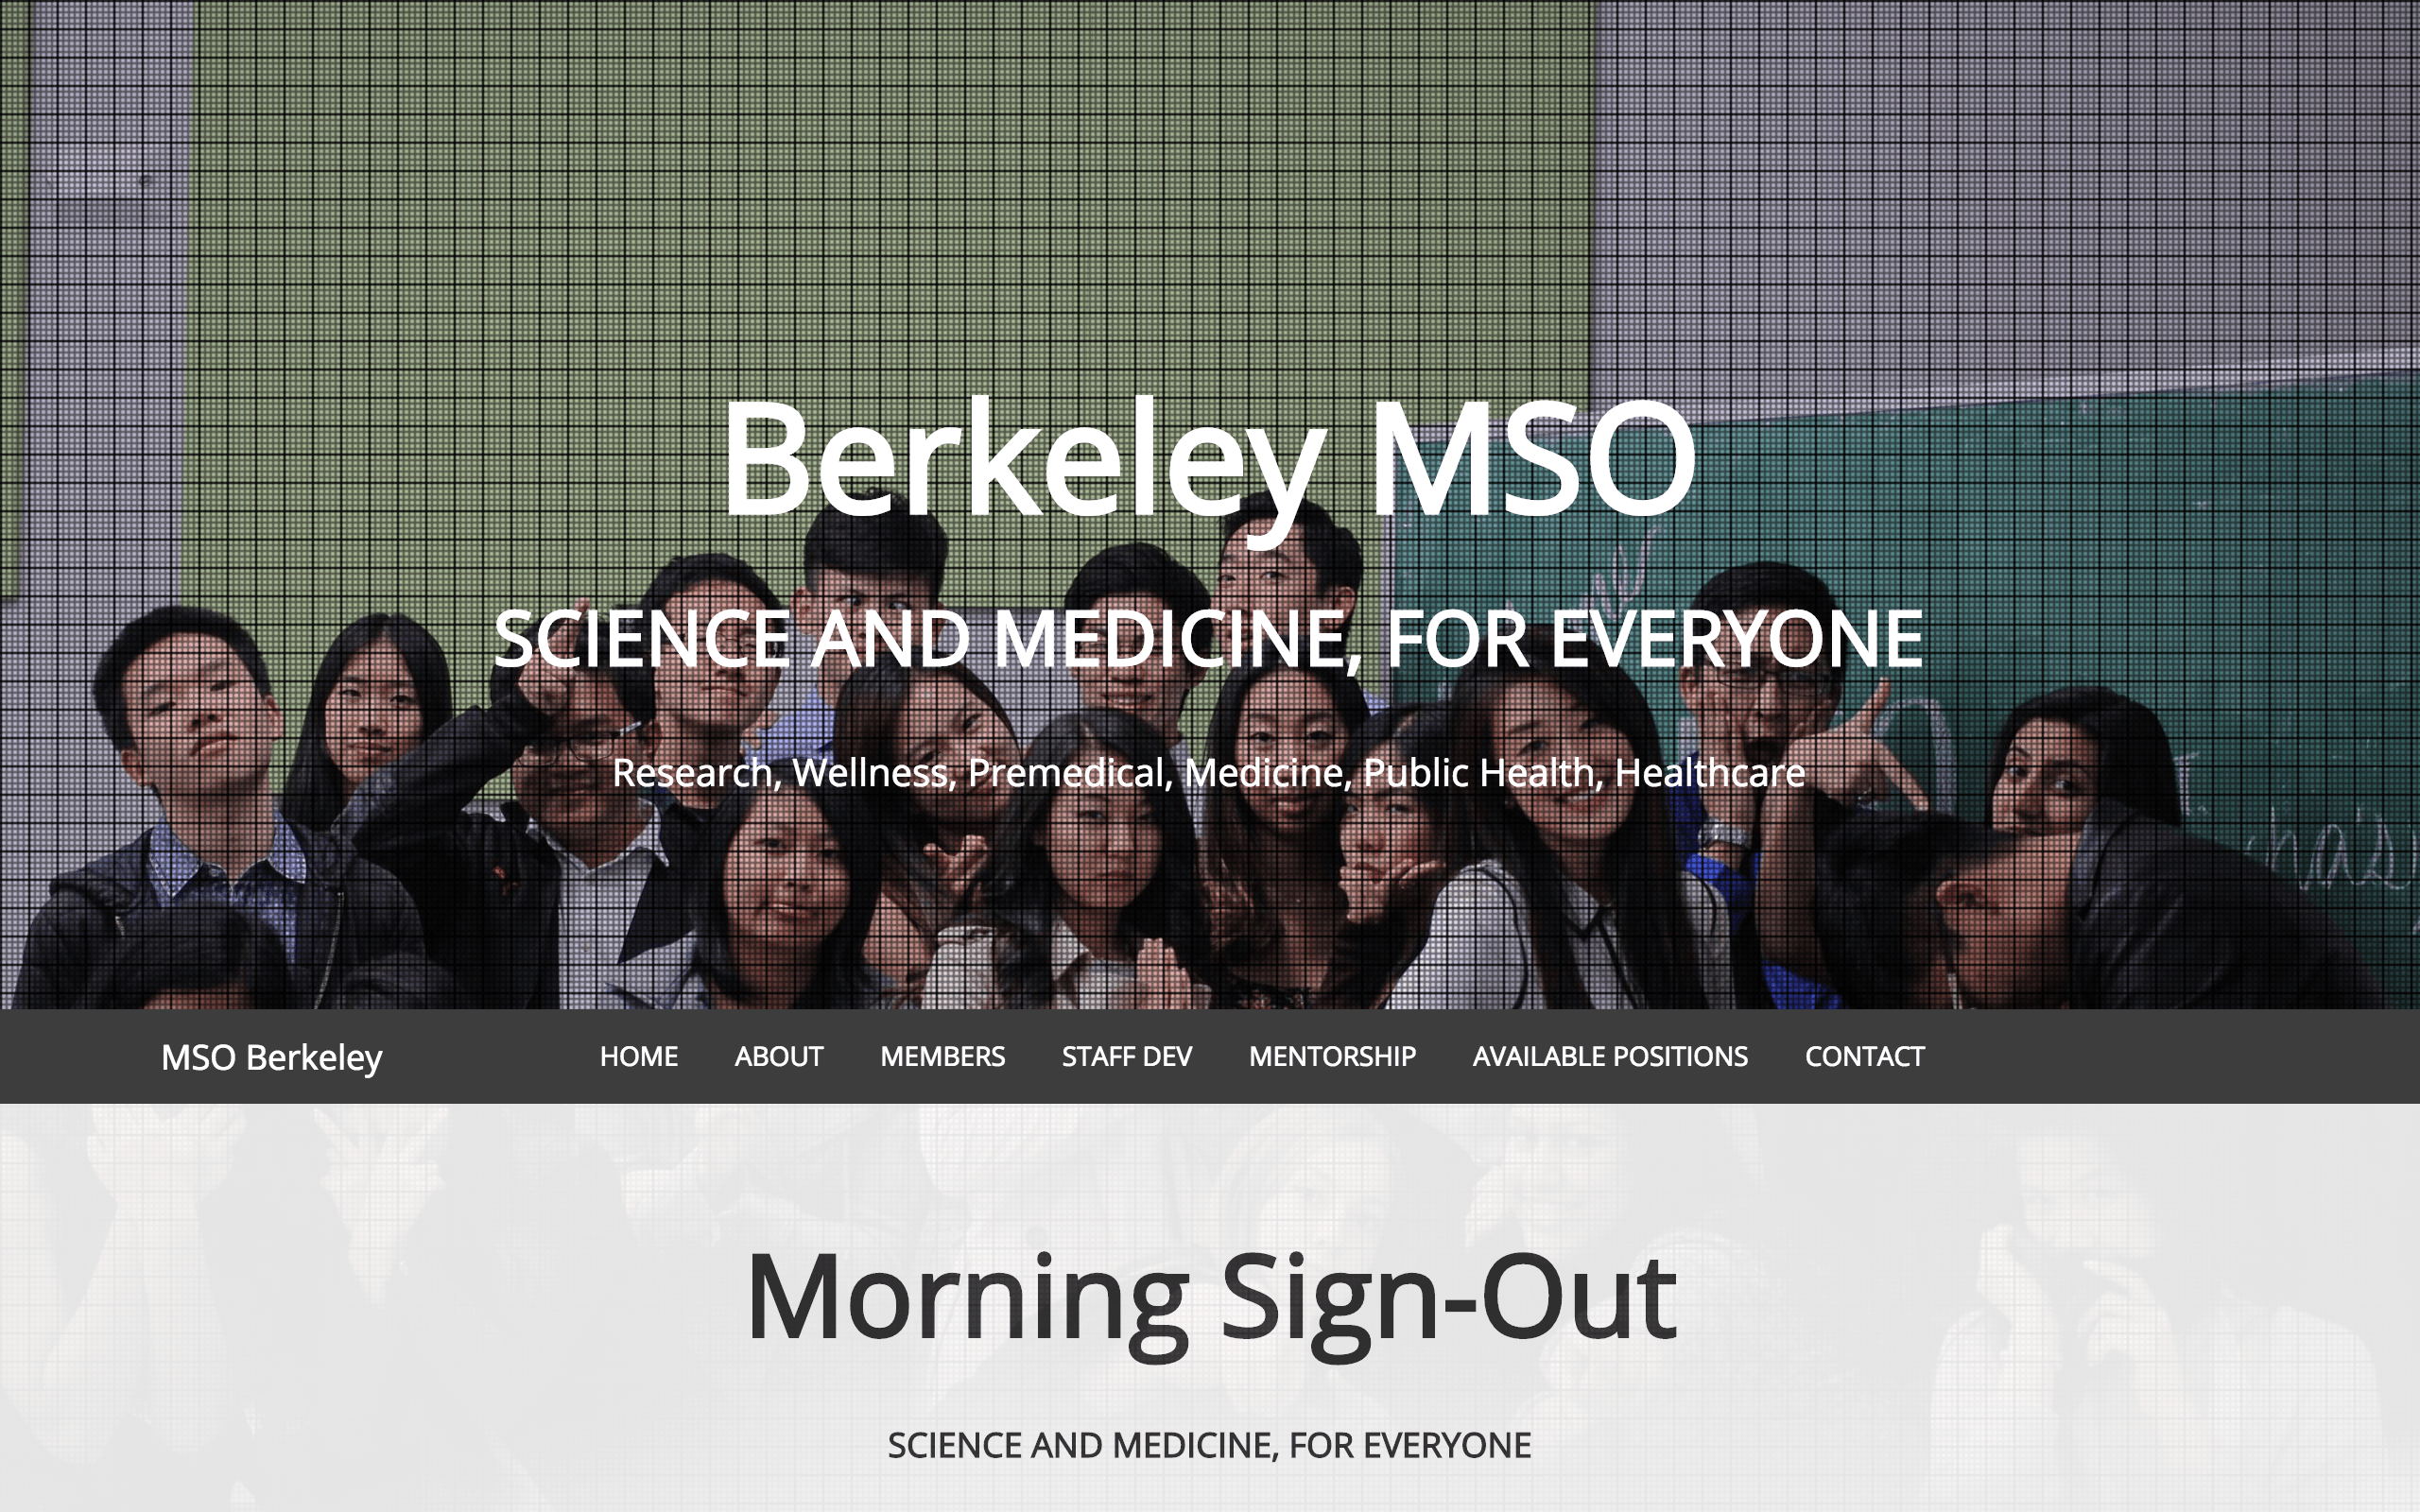 Berkeley MSO
SCIENCE AND MEDICINE, FOR EVERYONE
Research, Wellness, Premedical, Medicine, Public Health, Healthcare
MSO Berkeley HOME ABOUT MEMBERS STAFF DEV MENTORSHIP AVAILABLE POSITIONS CONTACT
Morning Sign-Out
SCIENCE AND MEDICINE, FOR EVERYONE